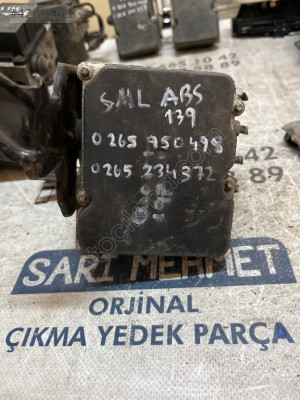 SML ABS
139
0265 950 498
0265 234 372
SARI MEHMET
ORJİNAL
ÇIKMA YEDEK PARÇA